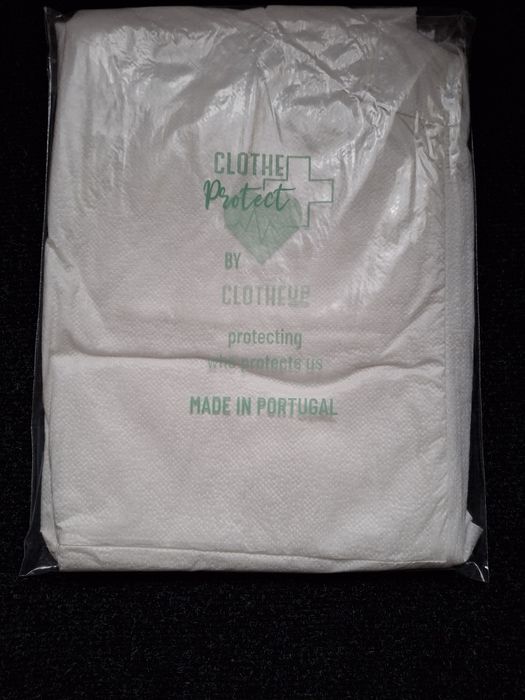 CLOTHE
Protect
BY
CLOTHEUP
protecting
who protects us
MADE IN PORTUGAL